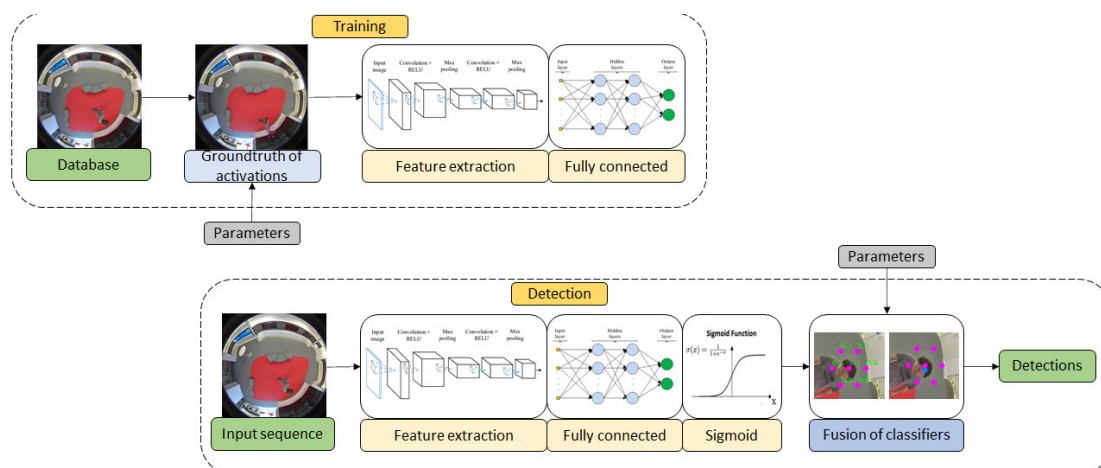 Training
Input image
Convolution + RELU
Max pooling
Convolution + RELU
Max pooling
Input layer
Hidden layers
Output layer
Database
Groundtruth of activations
Feature extraction
Fully connected
Parameters
Parameters
Detection
Input image
Convolution + RELU
Max pooling
Convolution + RELU
Max pooling
Input layer
Hidden layers
Output layer
Sigmoid Function
σ(z) = 1/(1+e^-z)
X
Detections
Input sequence
Feature extraction
Fully connected
Sigmoid
Fusion of classifiers